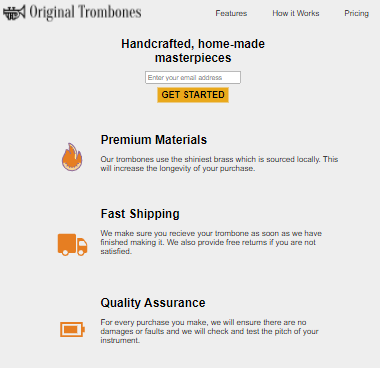 Original Trombones
Features
How it Works
Pricing
Handcrafted, home-made
masterpieces
Enter your email address
GET STARTED
Premium Materials
Our trombones use the shiniest brass which is sourced locally. This
will increase the longevity of your purchase.
Fast Shipping
We make sure you recieve your trombone as soon as we have
finished making it. We also provide free returns if you are not
satisfied.
Quality Assurance
For every purchase you make, we will ensure there are no
damages or faults and we will check and test the pitch of your
instrument.